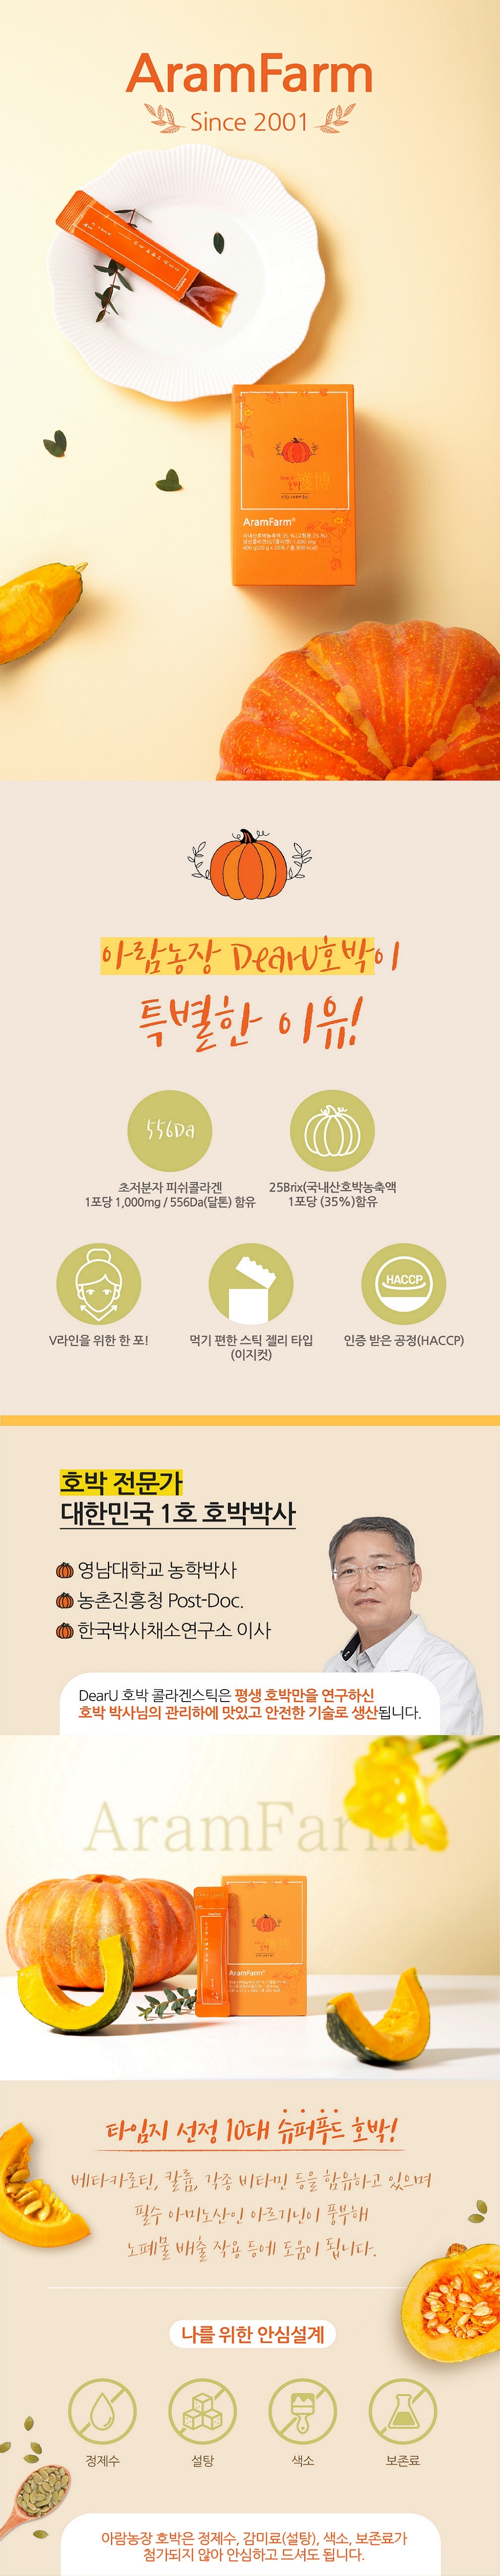 AramFarm
Since 2001
AramFarm®
아람농장 DearU호박이
특별한 이유!
556Da
초저분자 피쉬콜라겐
1포당 1,000mg / 556Da(달톤) 함유
25Brix(국내산호박농축액
1포당 (35%)함유
HACCP
V라인을 위한 한 포!
먹기 편한 스틱 젤리 타입
(이지컷)
인증 받은 공정(HACCP)
호박 전문가
대한민국 1호 호박박사
영남대학교 농학박사
농촌진흥청 Post-Doc.
한국박사채소연구소 이사
DearU 호박 콜라겐스틱은 평생 호박만을 연구하신
호박 박사님의 관리하에 맛있고 안전한 기술로 생산됩니다.
AramFarm
AramFarm®
타임지 선정 10대 슈퍼푸드 호박!
베타카로틴, 칼륨, 각종 비타민 등을 함유하고 있으며
필수 아미노산인 아르기닌이 풍부해
노폐물 배출 작용 등에 도움이 됩니다.
나를 위한 안심설계
정제수
설탕
색소
보존료
아람농장 호박은 정제수, 감미료(설탕), 색소, 보존료가
첨가되지 않아 안심하고 드셔도 됩니다.